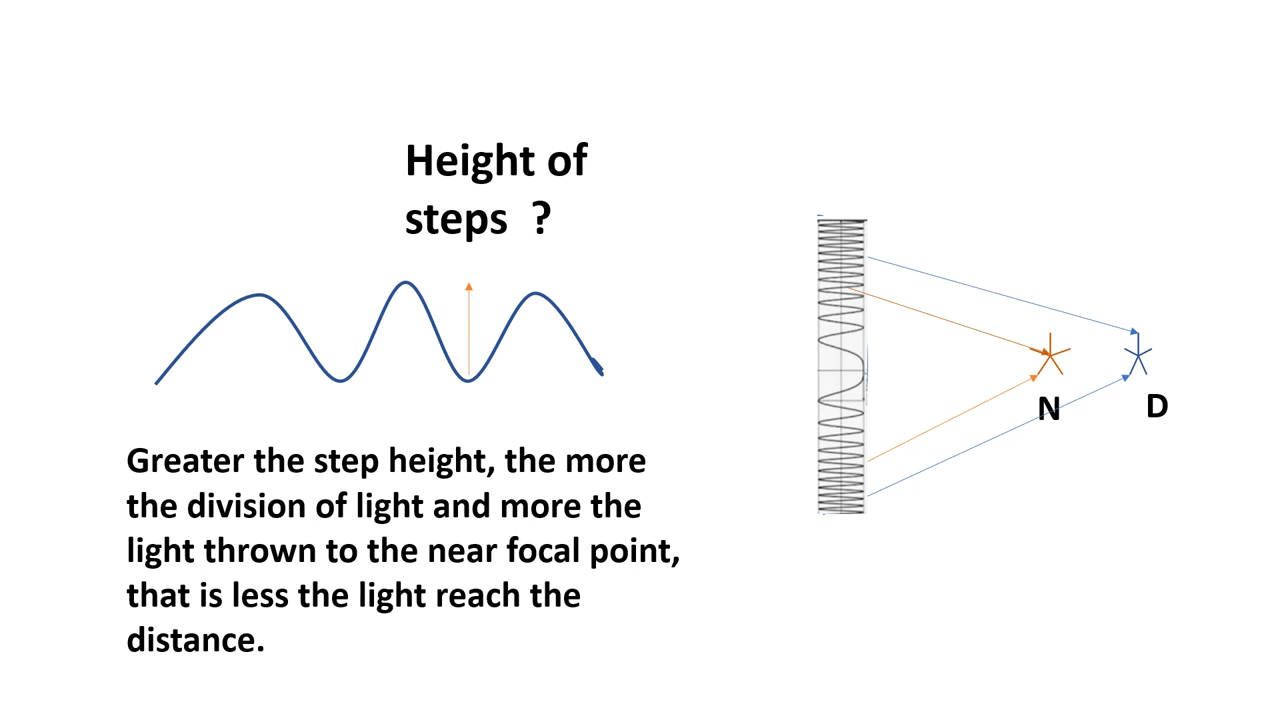 Height of
steps ?
Greater the step height, the more
the division of light and more the
light thrown to the near focal point,
that is less the light reach the
distance.
N
D